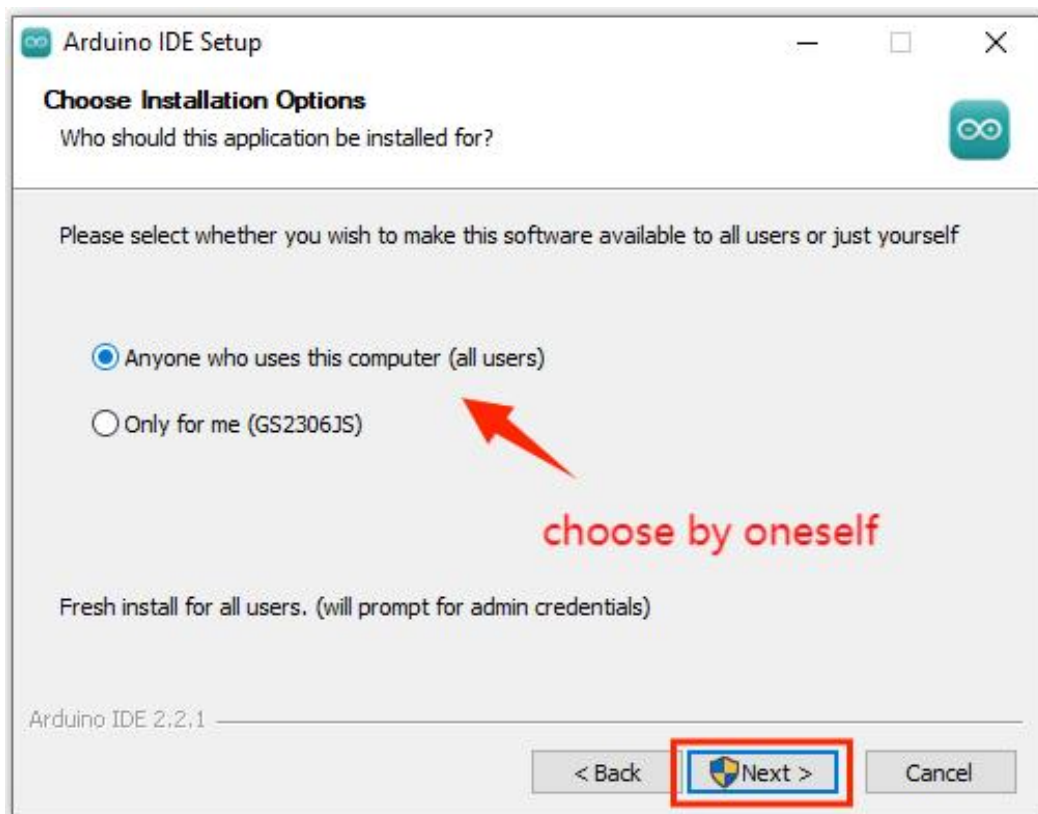 Arduino IDE Setup
Choose Installation Options
Who should this application be installed for?
Please select whether you wish to make this software available to all users or just yourself
Anyone who uses this computer (all users)
Only for me (GS2306JS)
choose by oneself
Fresh install for all users. (will prompt for admin credentials)
Arduino IDE 2.2.1
< Back Next > Cancel